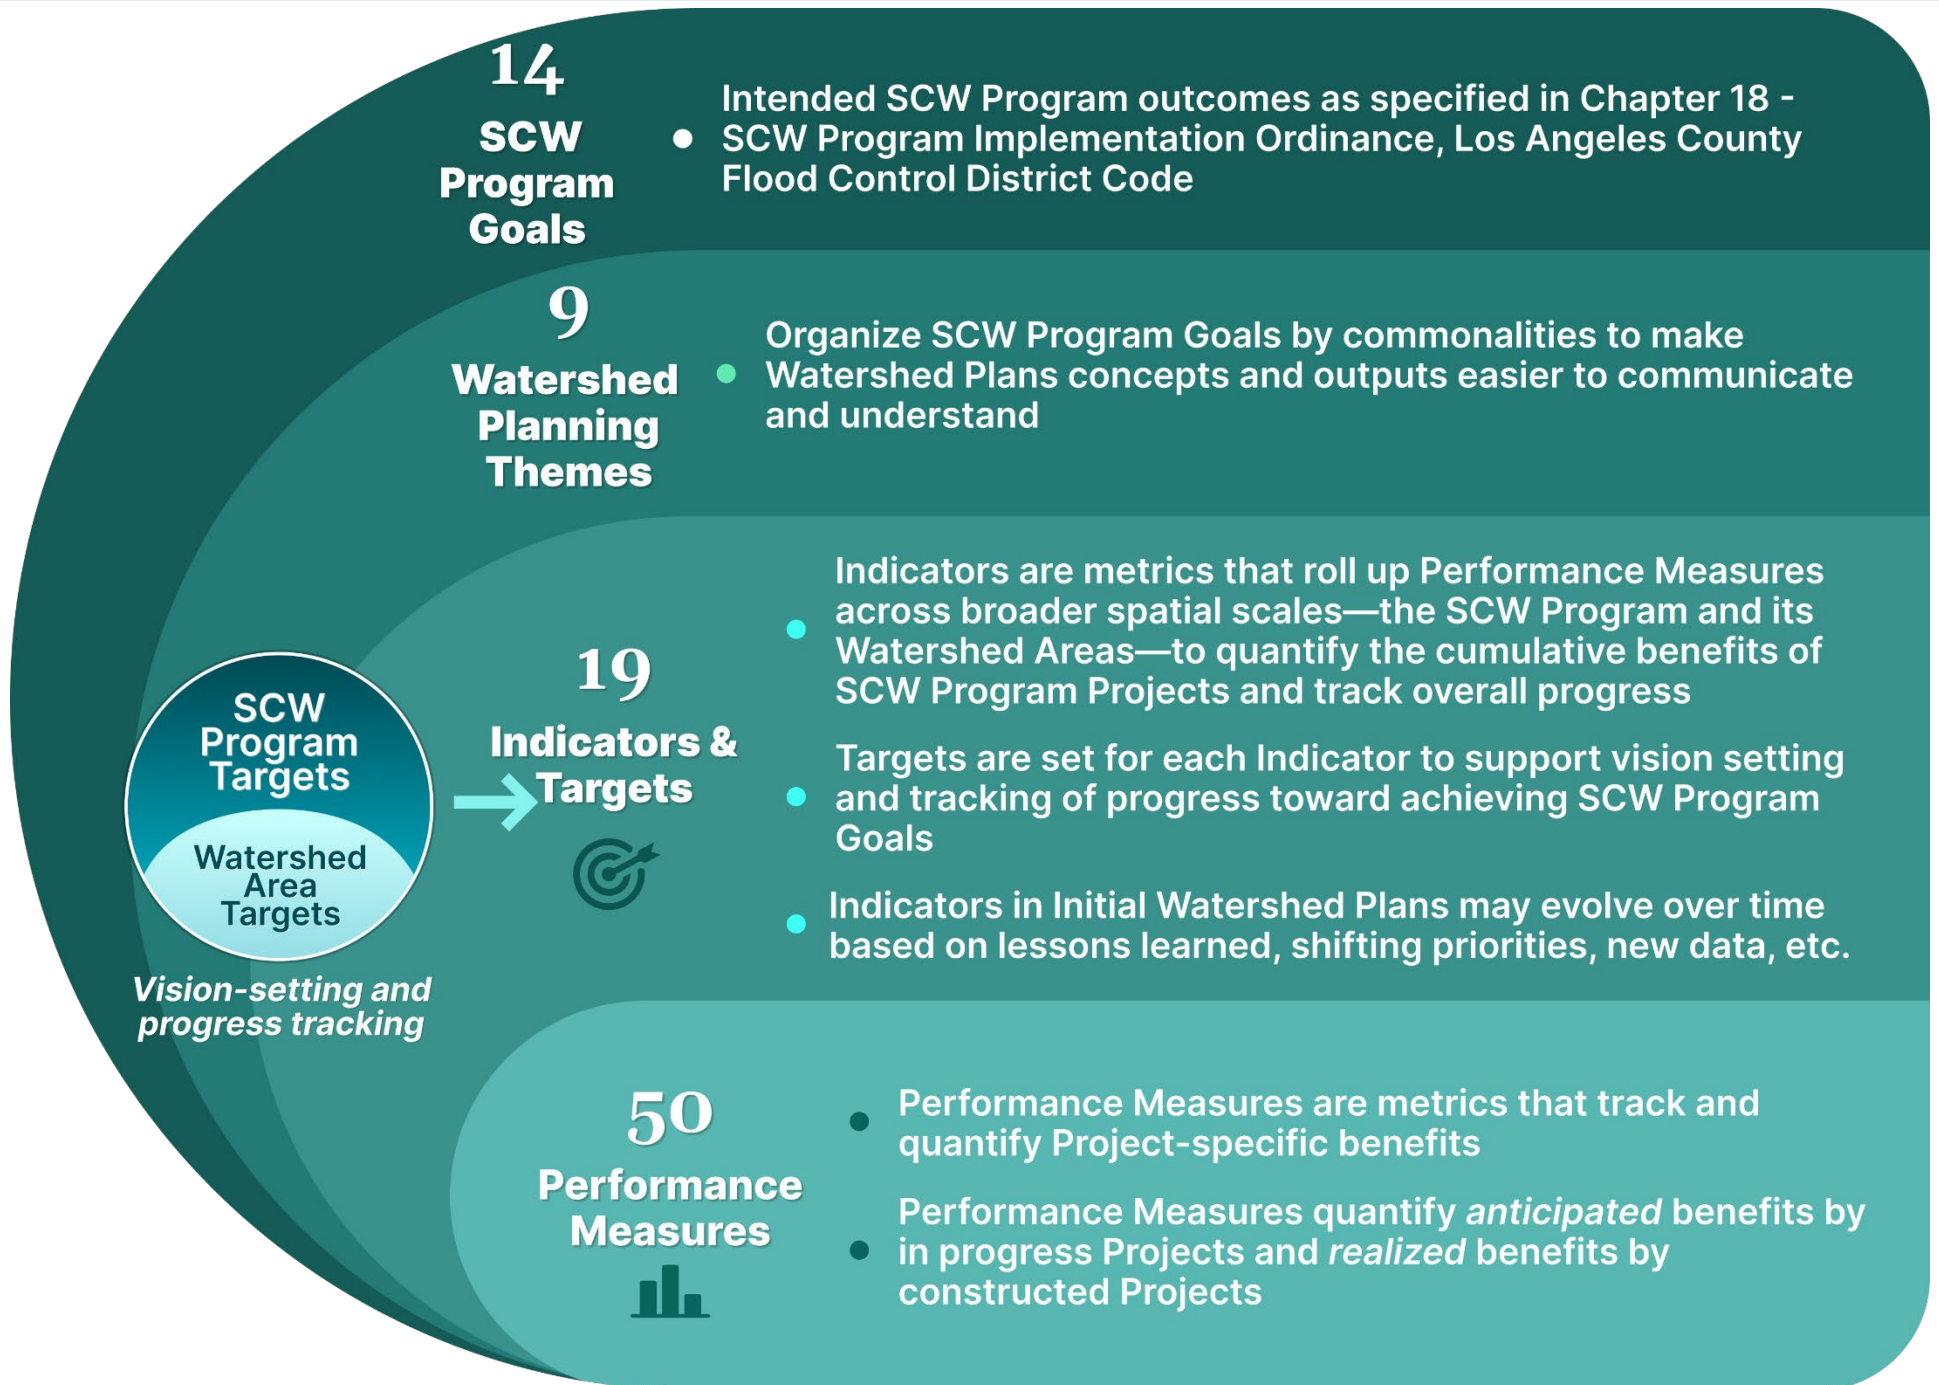 14
SCW
Program
Goals
Intended SCW Program outcomes as specified in Chapter 18 -
SCW Program Implementation Ordinance, Los Angeles County
Flood Control District Code
9
Watershed
Planning
Themes
Organize SCW Program Goals by commonalities to make
Watershed Plans concepts and outputs easier to communicate
and understand
SCW
Program
Targets
Watershed
Area
Targets
Vision-setting and
progress tracking
19
Indicators &
Targets
Indicators are metrics that roll up Performance Measures
across broader spatial scales—the SCW Program and its
Watershed Areas—to quantify the cumulative benefits of
SCW Program Projects and track overall progress
Targets are set for each Indicator to support vision setting
and tracking of progress toward achieving SCW Program
Goals
Indicators in Initial Watershed Plans may evolve over time
based on lessons learned, shifting priorities, new data, etc.
50
Performance
Measures
Performance Measures are metrics that track and
quantify Project-specific benefits
Performance Measures quantify anticipated benefits by
in progress Projects and realized benefits by
constructed Projects